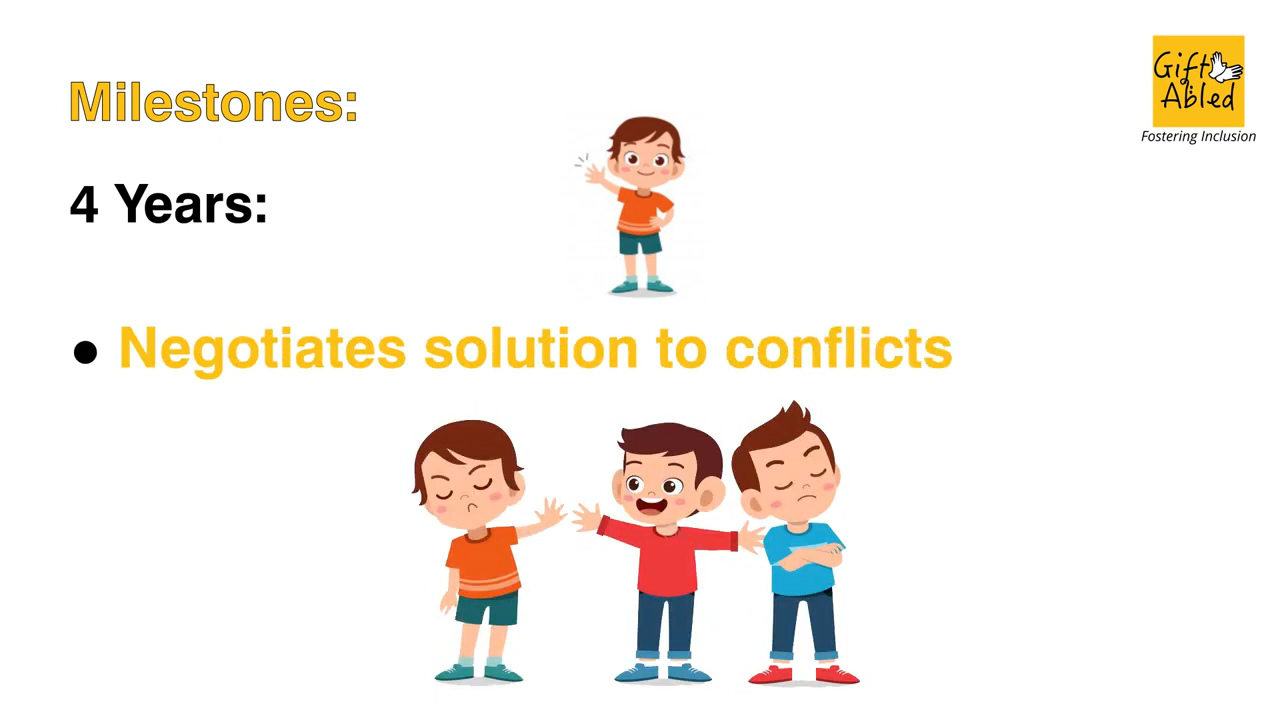 Milestones:
Gift
Abled
Fostering Inclusion
4 Years:
● Negotiates solution to conflicts